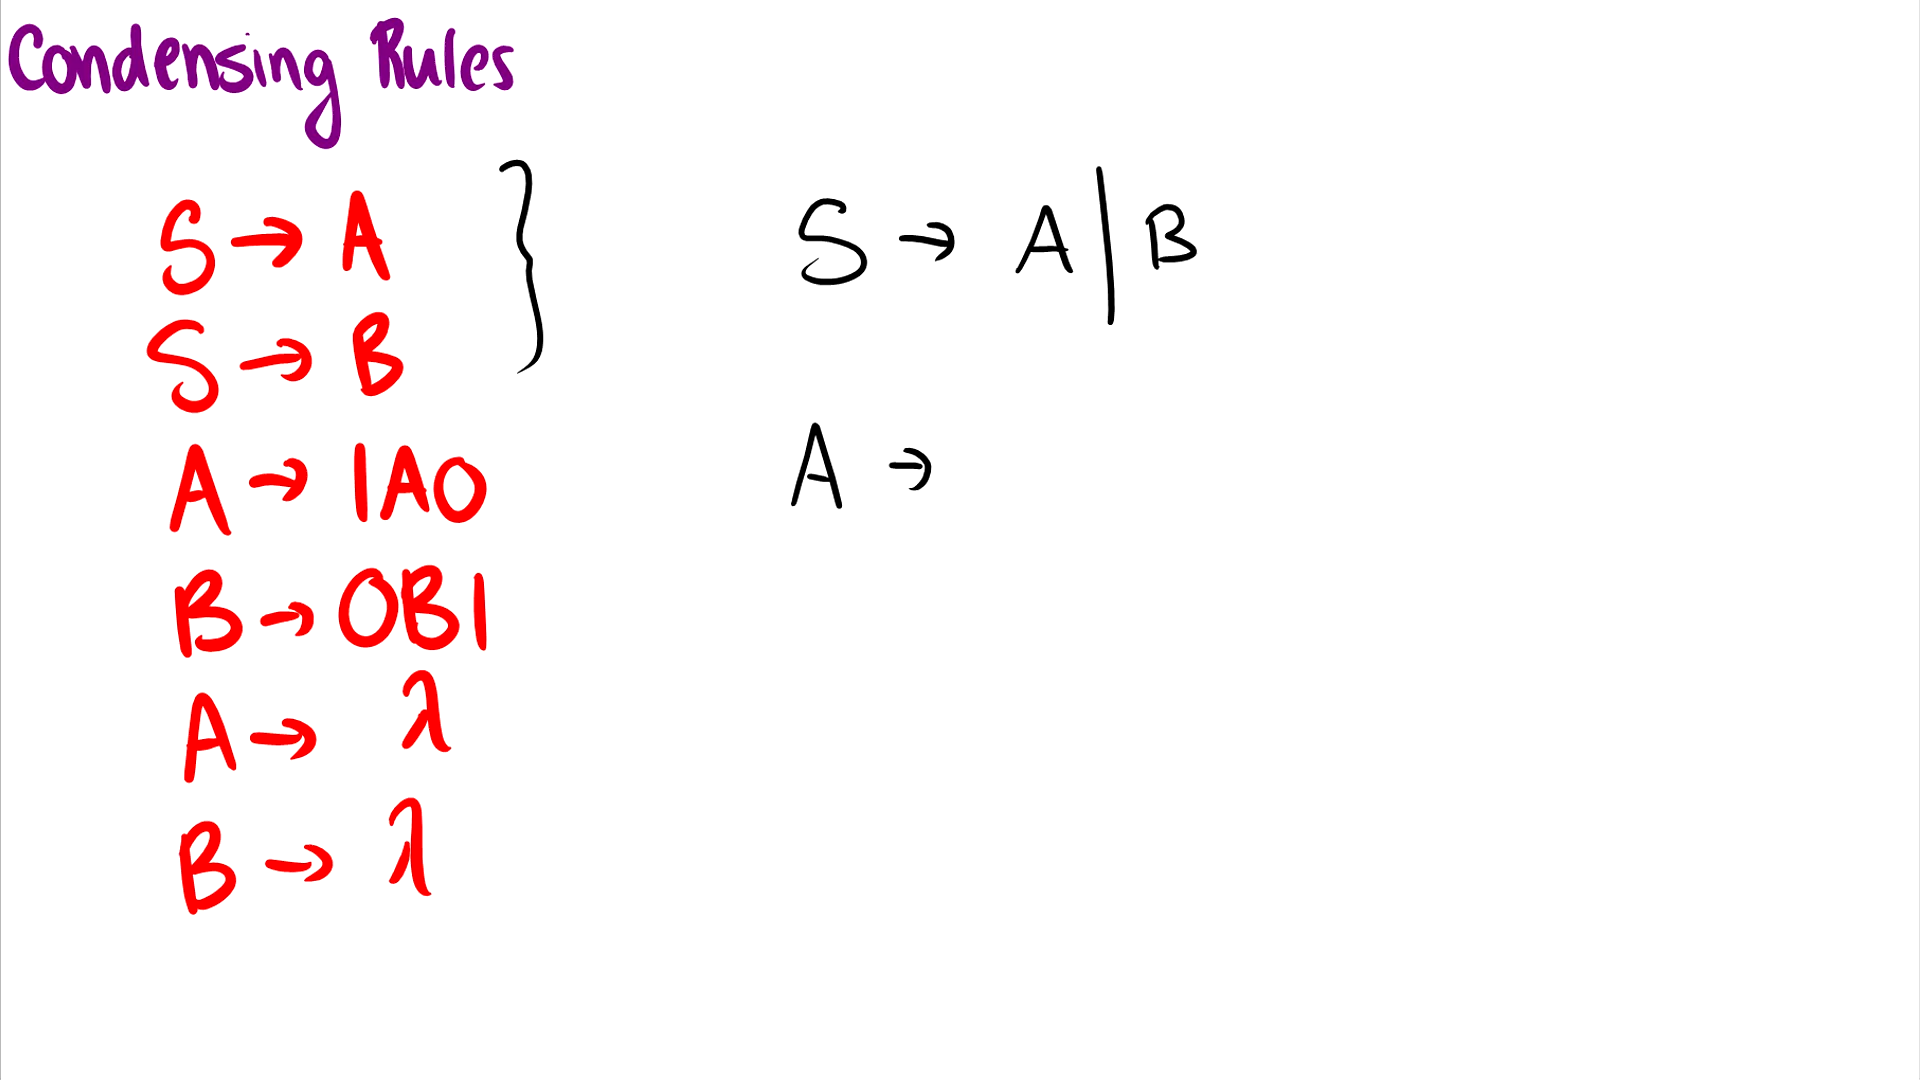 Condensing Rules
S → A
S → B
A → 1A0
B → 0B1
A → λ
B → λ
S → A | B
A →